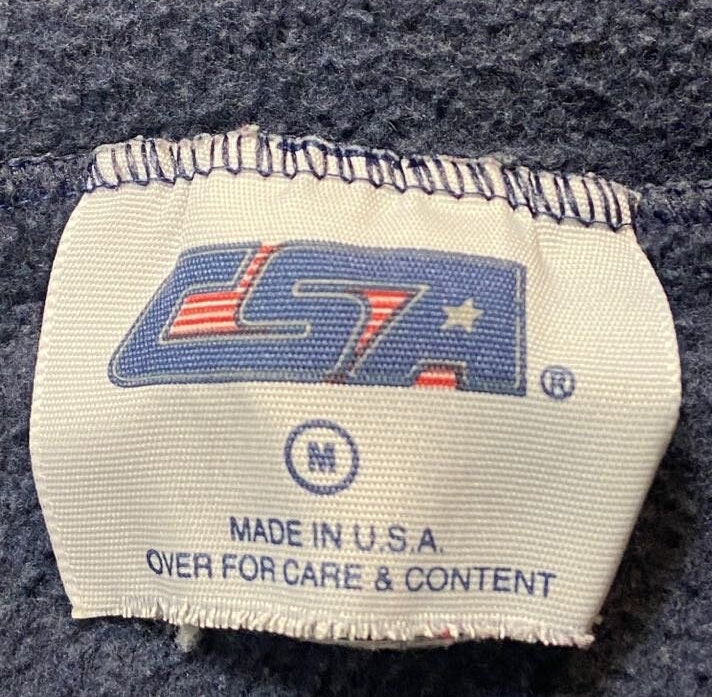 CSA ®
M
MADE IN U.S.A.
OVER FOR CARE & CONTENT